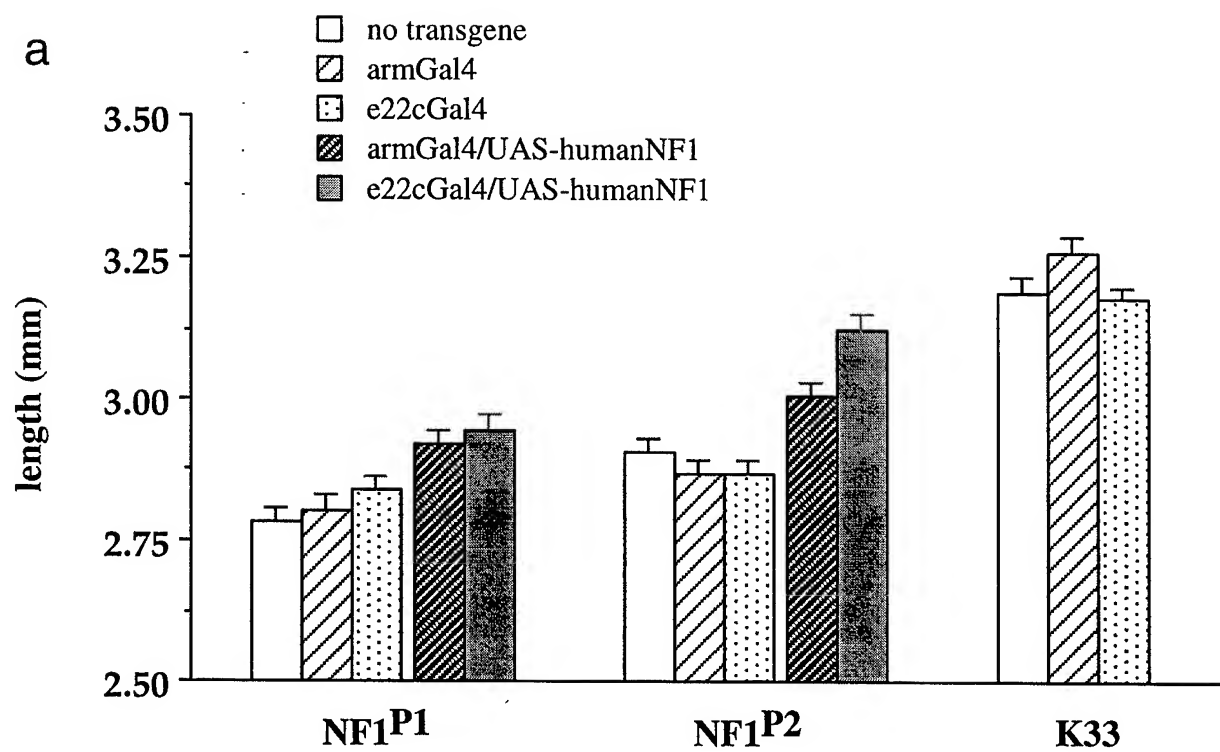 a
no transgene
armGal4
e22cGal4
armGal4/UAS-humanNF1
e22cGal4/UAS-humanNF1
3.50
3.25
3.00
2.75
2.50
length (mm)
NF1P1 NF1P2 K33